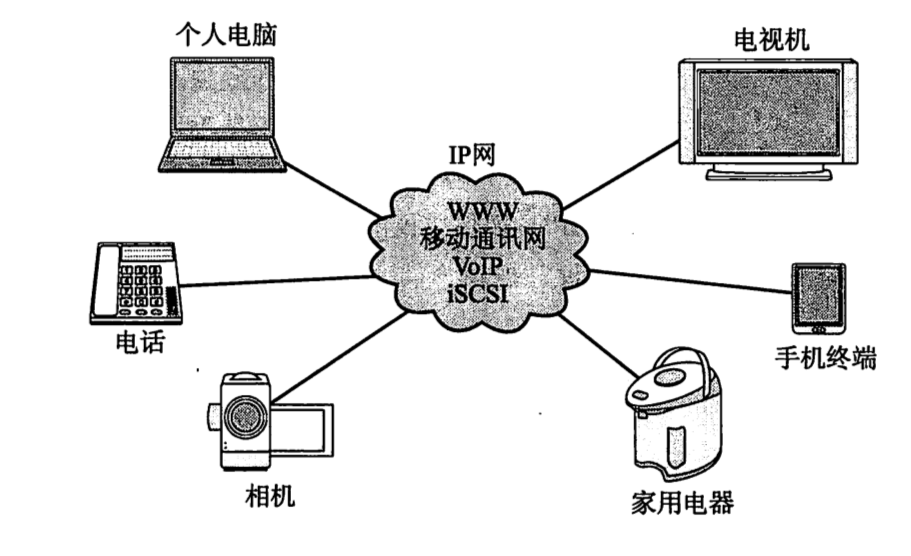 个人电脑
电视机
IP网
WWW
移动通讯网
VoIP
iSCSI
电话
手机终端
相机
家用电器